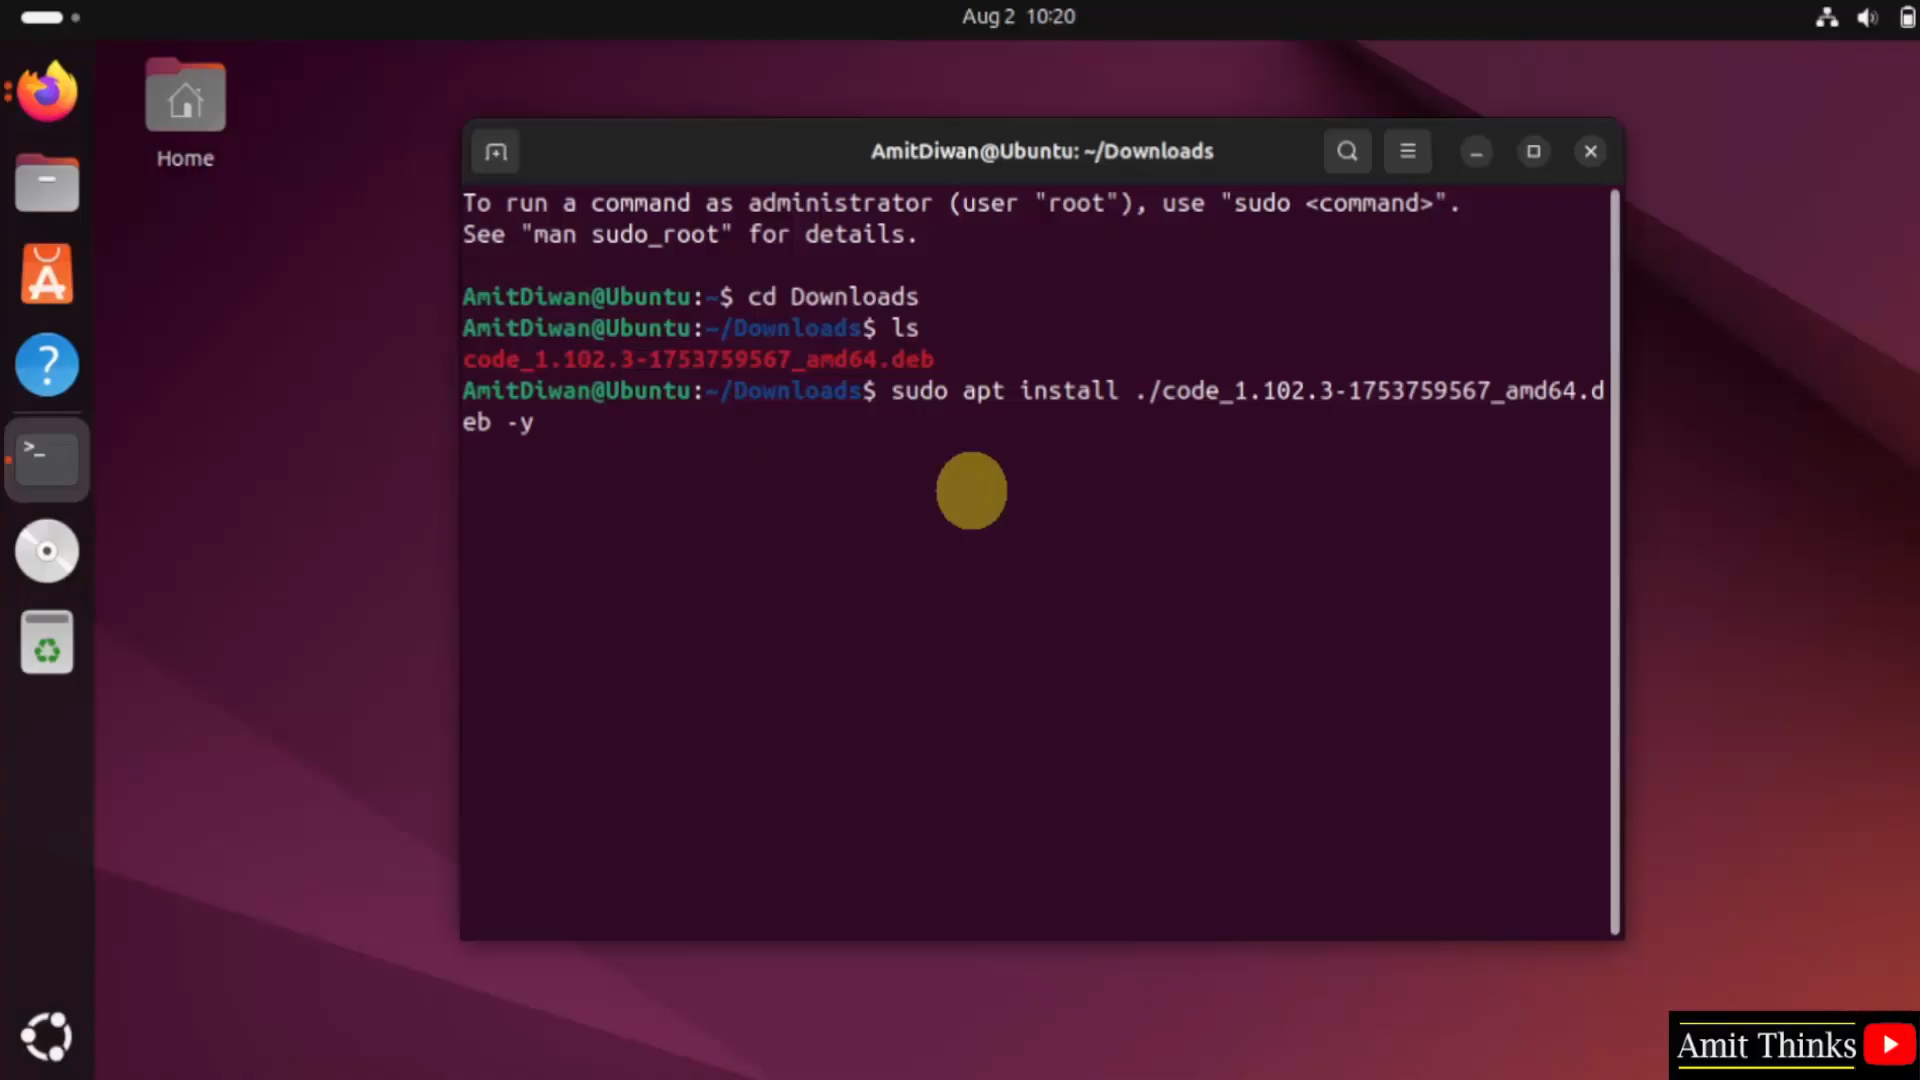 Aug 2 10:20
Home
AmitDiwan@Ubuntu: ~/Downloads
To run a command as administrator (user "root"), use "sudo <command>".
See "man sudo_root" for details.
AmitDiwan@Ubuntu:~$ cd Downloads
AmitDiwan@Ubuntu:~/Downloads$ ls
code_1.102.3-1753759567_amd64.deb
AmitDiwan@Ubuntu:~/Downloads$ sudo apt install ./code_1.102.3-1753759567_amd64.d
eb -y
Amit Thinks